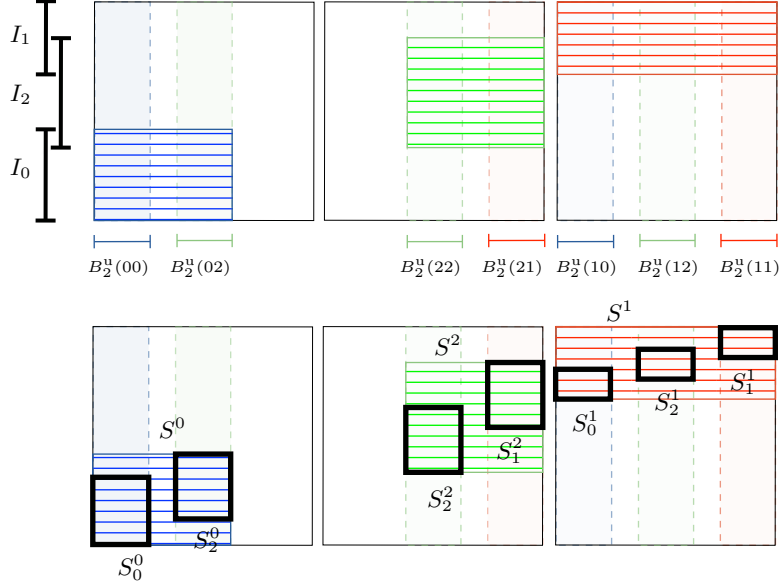 I₁
I₂
I₀
B₂ᵘ(00) B₂ᵘ(02) B₂ᵘ(22) B₂ᵘ(21) B₂ᵘ(10) B₂ᵘ(12) B₂ᵘ(11)
S¹
S²
S₁¹
S₂¹
S₀¹
S⁰
S₁²
S₂²
S₂⁰
S₀⁰